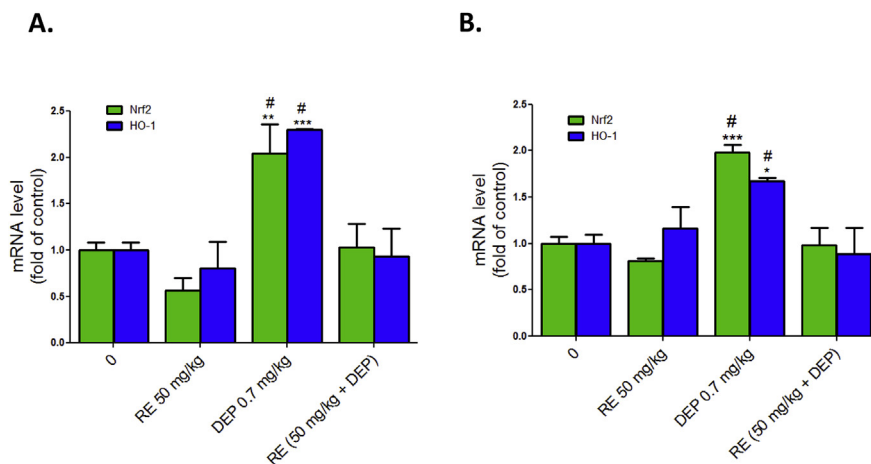 A.
Nrf2
HO-1
mRNA level
(fold of control)
2.5
2.0
1.5
1.0
0.5
0.0
#
**
#
***
0
RE 50 mg/kg
DEP 0.7 mg/kg
RE (50 mg/kg + DEP)
B.
Nrf2
HO-1
mRNA level
(fold of control)
2.5
2.0
1.5
1.0
0.5
0.0
#
***
#
*
0
RE 50 mg/kg
DEP 0.7 mg/kg
RE (50 mg/kg + DEP)